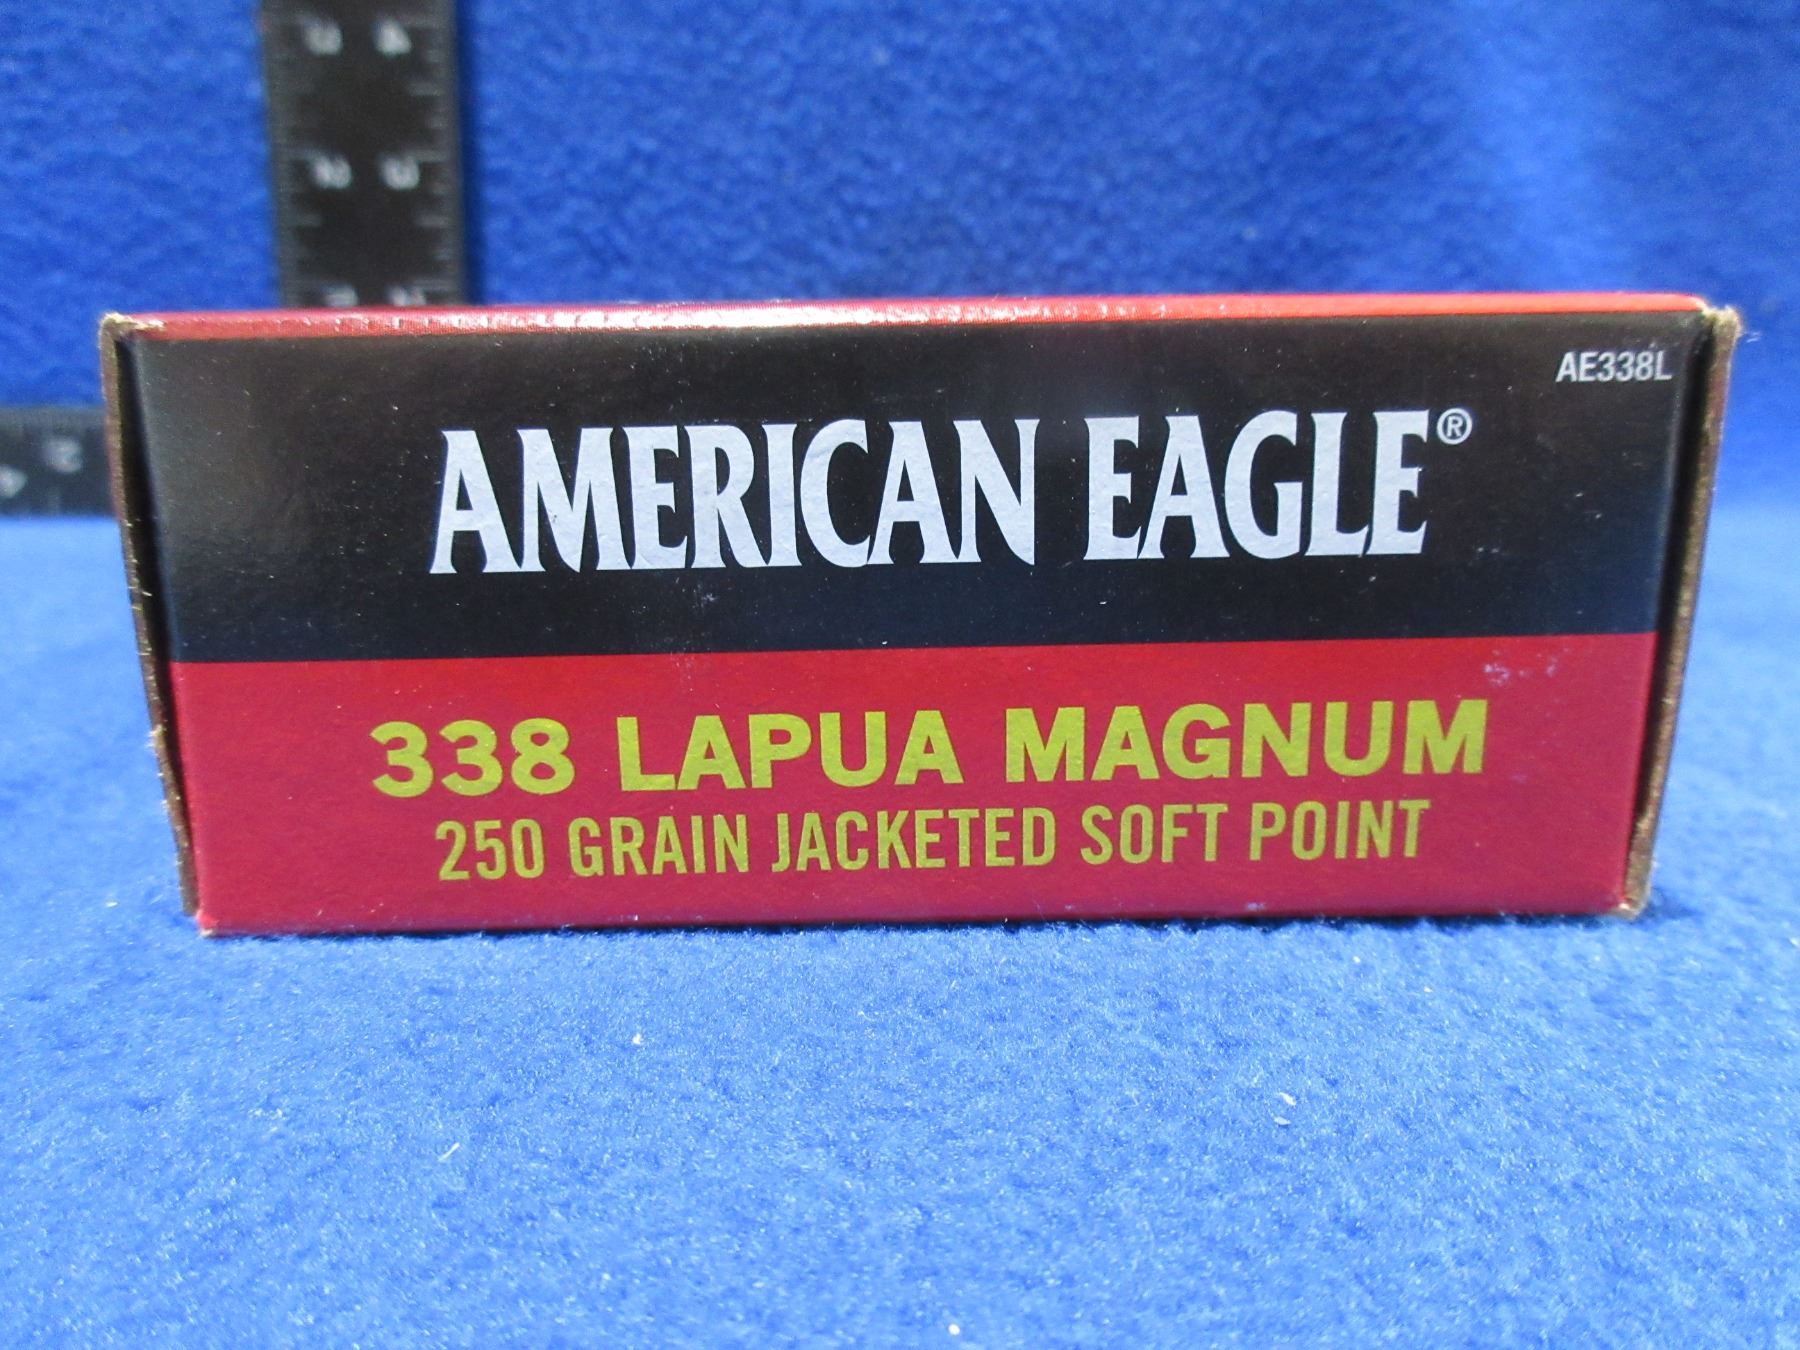 AE338L
AMERICAN EAGLE®
338 LAPUA MAGNUM
250 GRAIN JACKETED SOFT POINT